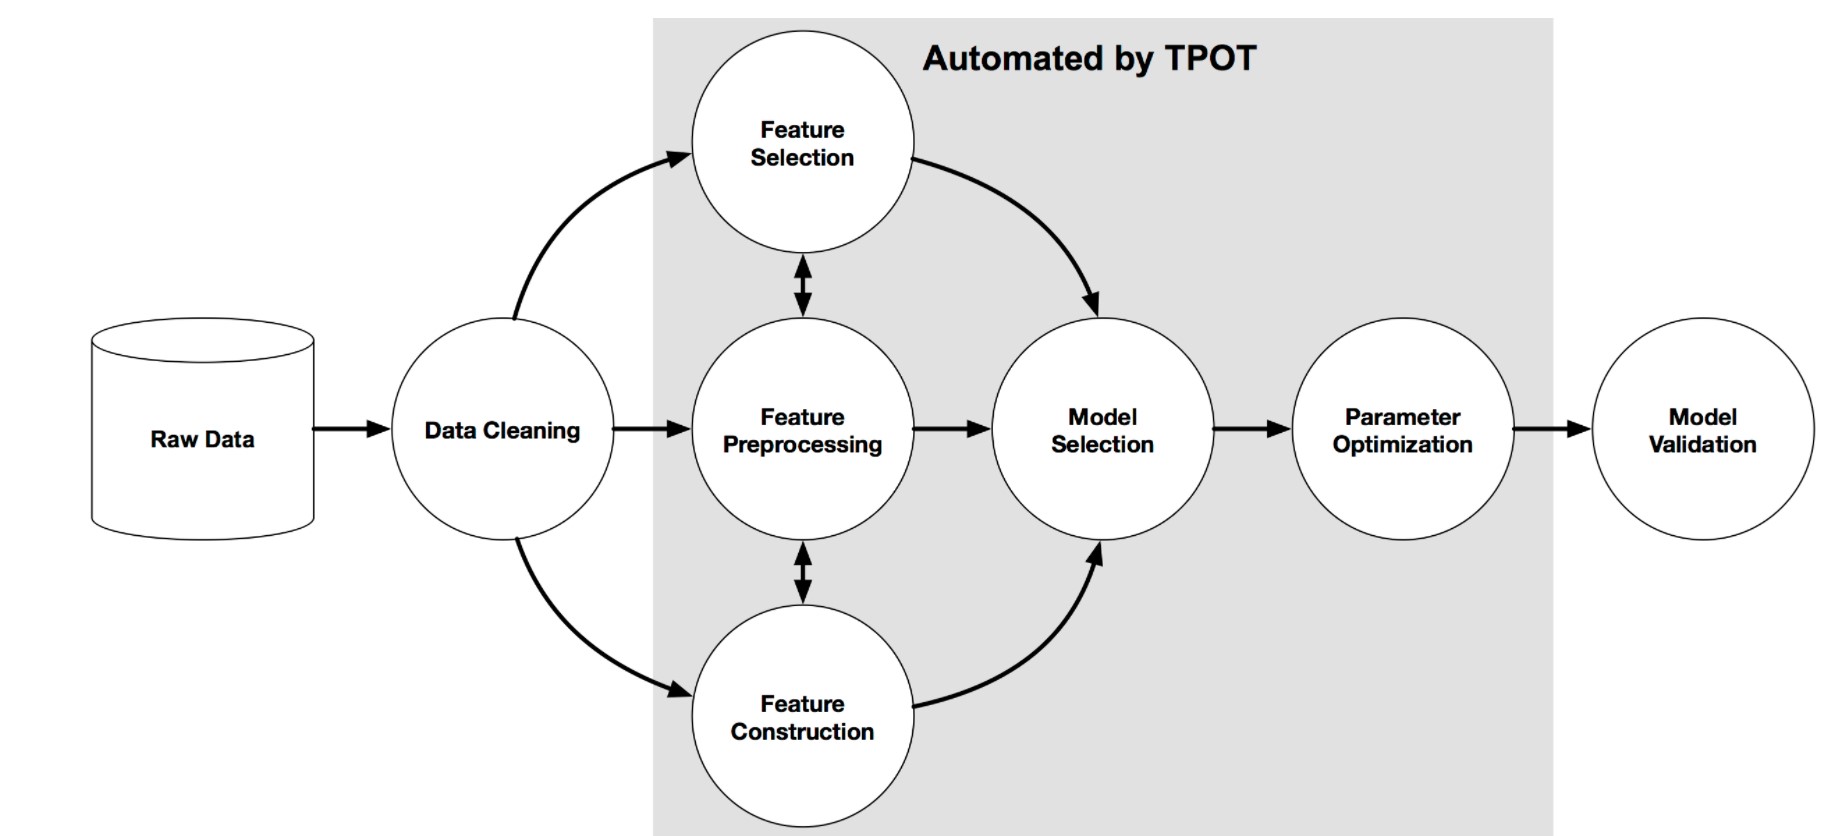 Automated by TPOT
Feature
Selection
Raw Data
Data Cleaning
Feature
Preprocessing
Model
Selection
Parameter
Optimization
Model
Validation
Feature
Construction